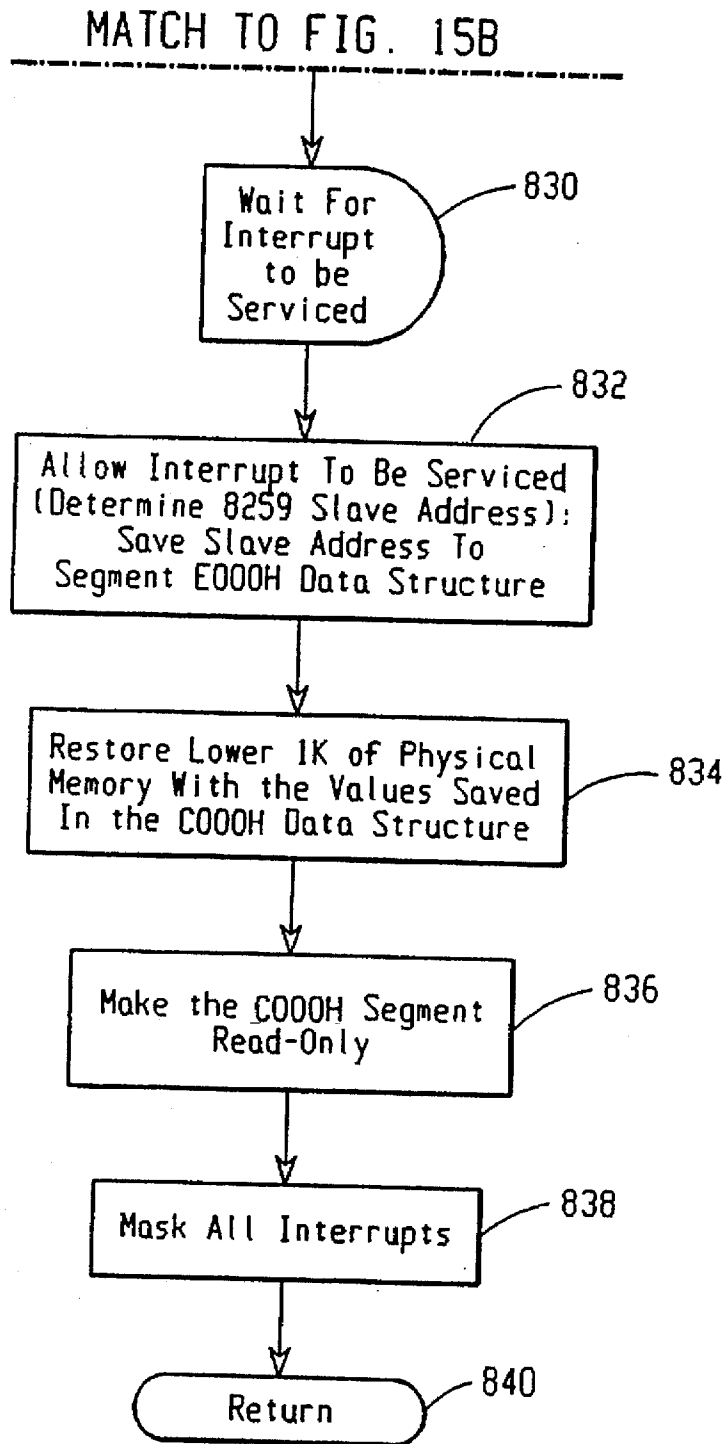 MATCH TO FIG. 15B
Wait For
Interrupt
to be
Serviced
830
832
Allow Interrupt To Be Serviced
(Determine 8259 Slave Address);
Save Slave Address To
Segment E000H Data Structure
Restore Lower 1K of Physical
Memory With the Values Saved
In the C000H Data Structure
834
Make the C000H Segment
Read-Only
836
Mask All Interrupts
838
Return
840